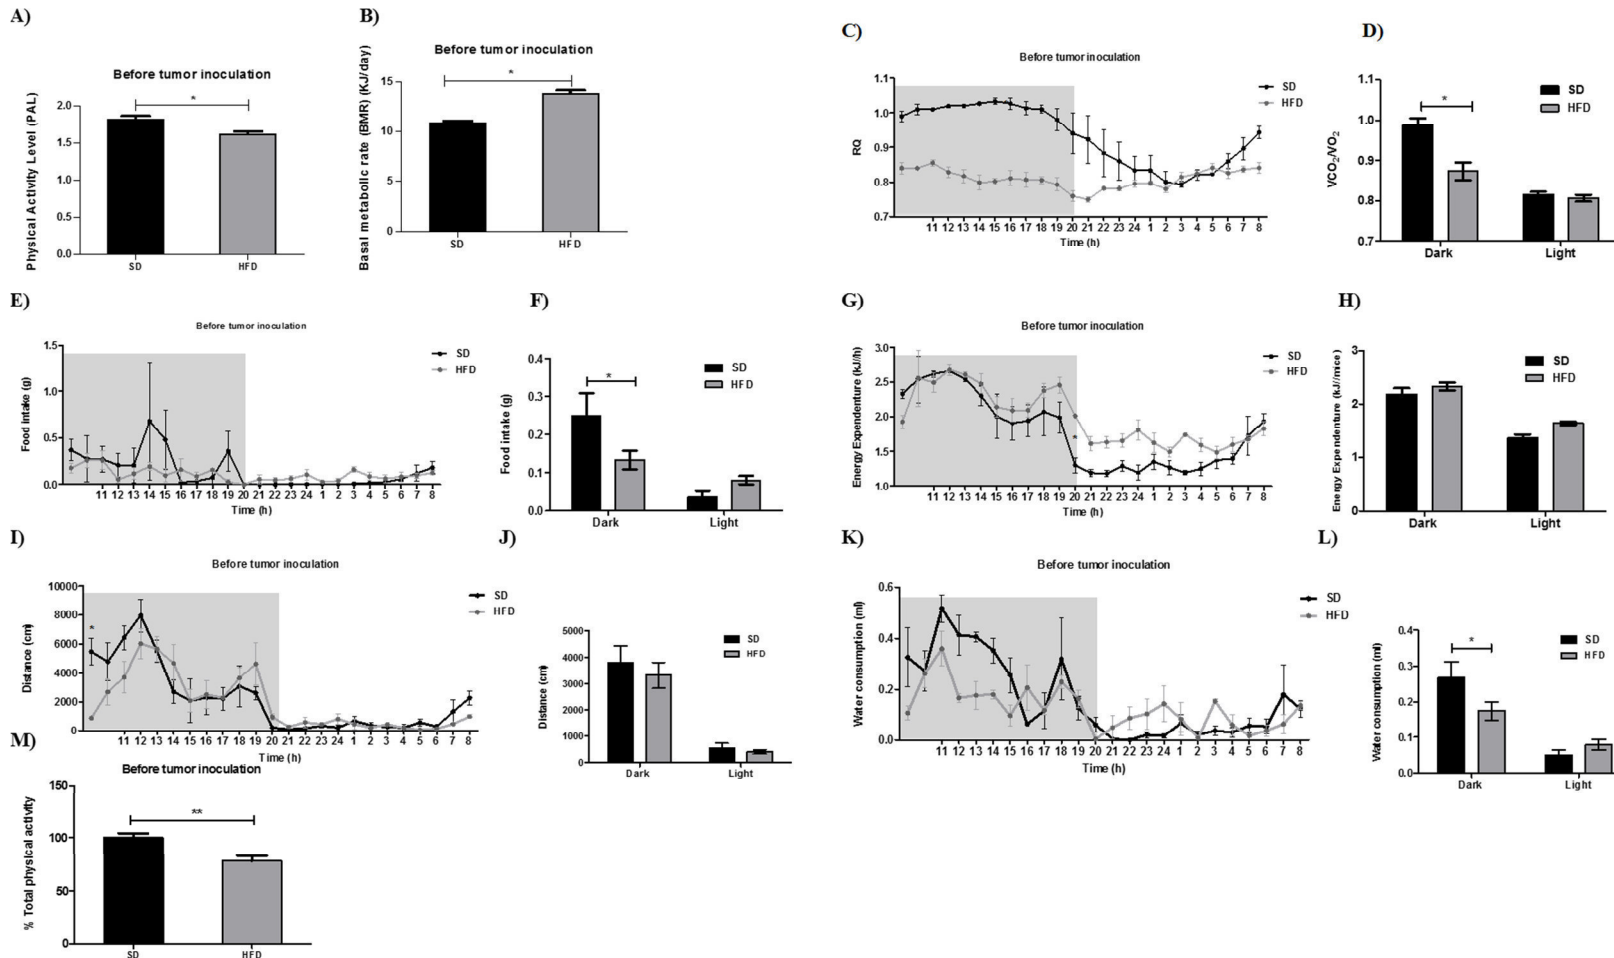 A)
Before tumor inoculation
*
Physical Activity Level (PAL)
2.0
1.5
1.0
0.5
0.0
SD
HFD
B)
Before tumor inoculation
*
Basal metabolic rate (BMR) (KJ/day)
15
10
5
0
SD
HFD
C)
Before tumor inoculation
RQ
1.1
1.0
0.9
0.8
0.7
11 12 13 14 15 16 17 18 19 20 21 22 23 24 1 2 3 4 5 6 7 8
Time (h)
SD
HFD
D)
VCO2/VO2
1.1
1.0
0.9
0.8
0.7
*
Dark
Light
SD
HFD
E)
Before tumor inoculation
Food intake (g)
1.5
1.0
0.5
0.0
11 12 13 14 15 16 17 18 19 20 21 22 23 24 1 2 3 4 5 6 7 8
Time (h)
SD
HFD
F)
Food intake (g)
0.4
0.3
0.2
0.1
0.0
*
Dark
Light
SD
HFD
G)
Before tumor inoculation
Energy Expendenture (kJ//h)
3.0
2.5
2.0
1.5
1.0
*
11 12 13 14 15 16 17 18 19 20 21 22 23 24 1 2 3 4 5 6 7 8
Time (h)
SD
HFD
H)
Energy Expendenture (kJ//mice)
3
2
1
0
Dark
Light
SD
HFD
I)
Before tumor inoculation
Distance (cm)
10000
8000
6000
4000
2000
0
*
11 12 13 14 15 16 17 18 19 20 21 22 23 24 1 2 3 4 5 6 7 8
Time (h)
SD
HFD
J)
Distance (cm)
5000
4000
3000
2000
1000
0
Dark
Light
SD
HFD
K)
Before tumor inoculation
Water consumption (ml)
0.6
0.4
0.2
0.0
11 12 13 14 15 16 17 18 19 20 21 22 23 24 1 2 3 4 5 6 7 8
Time (h)
SD
HFD
L)
Water consumption (ml)
0.4
0.3
0.2
0.1
0.0
*
Dark
Light
SD
HFD
M)
Before tumor inoculation
% Total physical activity
150
100
50
0
**
SD
HFD